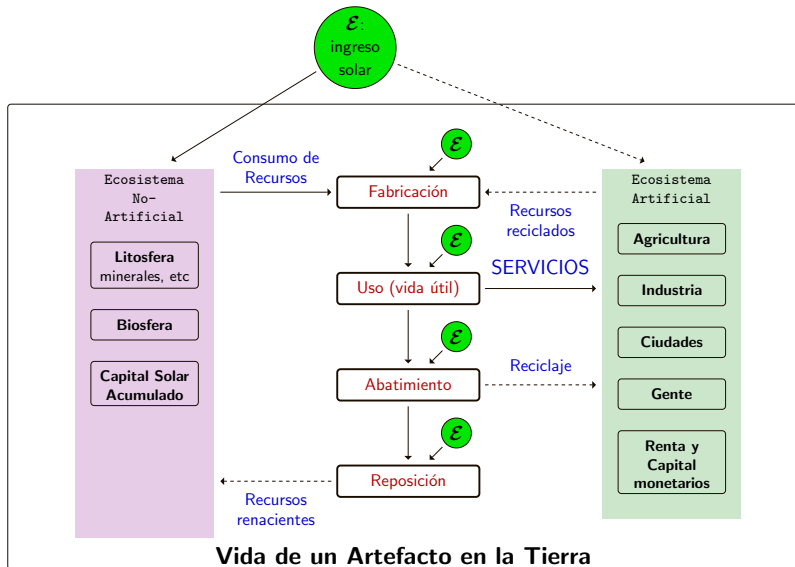 ℰ:
ingreso
solar
Ecosistema
No-
Artificial
Litosfera
minerales, etc
Biosfera
Capital Solar
Acumulado
Consumo de
Recursos
ℰ
Fabricación
Recursos
reciclados
ℰ
Uso (vida útil)
SERVICIOS
ℰ
Abatimiento
Reciclaje
ℰ
Reposición
Recursos
renacientes
Ecosistema
Artificial
Agricultura
Industria
Ciudades
Gente
Renta y
Capital
monetarios
Vida de un Artefacto en la Tierra